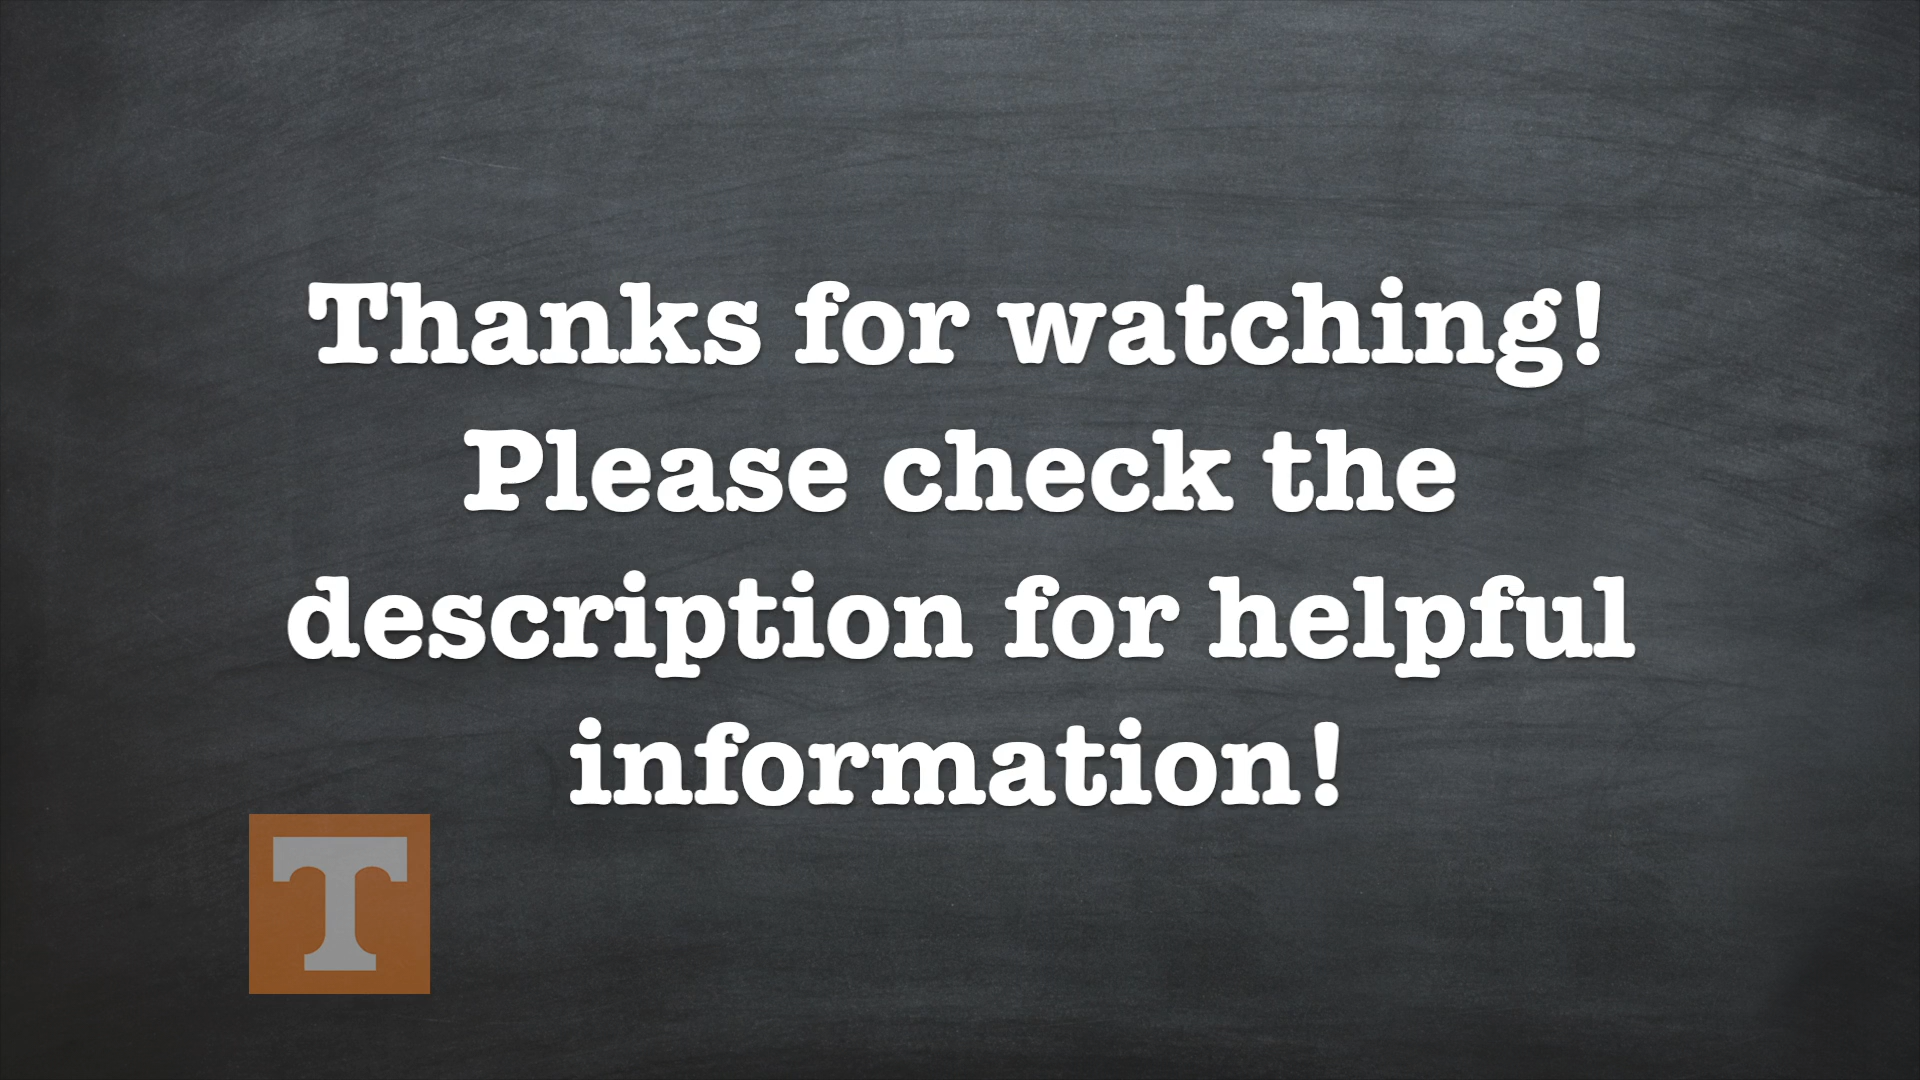 Thanks for watching!
Please check the
description for helpful
information!
T